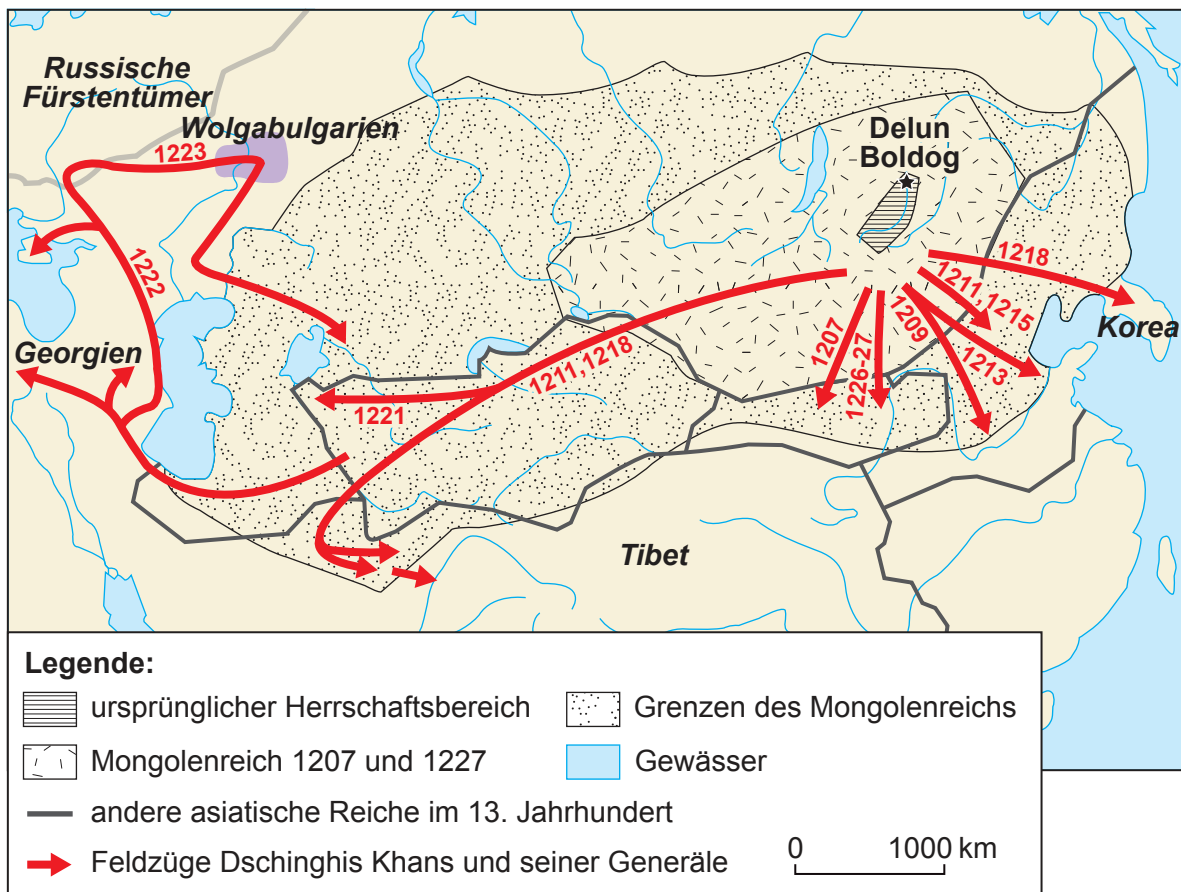 Russische
Fürstentümer
Wolgabulgarien
1223
Delun
Boldog
1222
1218
1211,1215
Korea
Georgien
1207
1226-27
1209
1213
1211,1218
1221
Tibet
Legende:
ursprünglicher Herrschaftsbereich
Grenzen des Mongolenreichs
Mongolenreich 1207 und 1227
Gewässer
andere asiatische Reiche im 13. Jahrhundert
Feldzüge Dschinghis Khans und seiner Generäle
0 1000 km